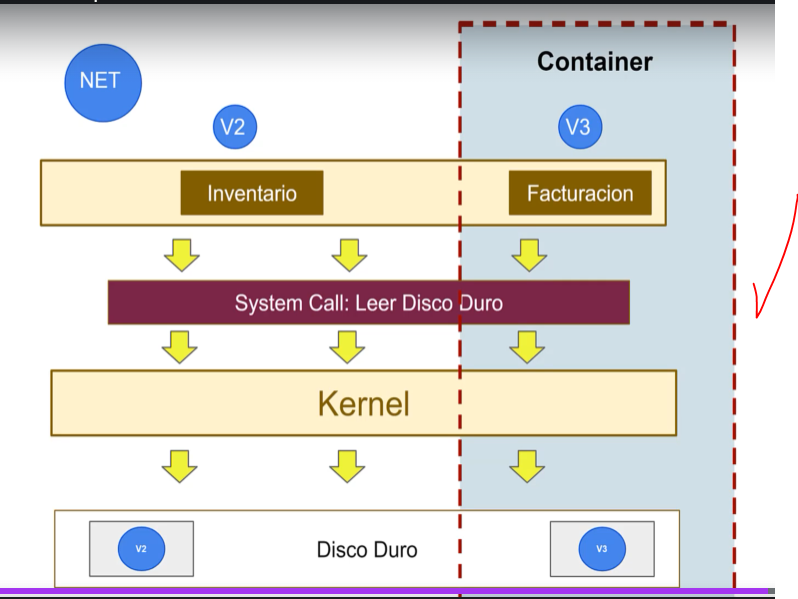 Container
NET
V2
V3
Inventario
Facturacion
System Call: Leer Disco Duro
Kernel
V2
Disco Duro
V3